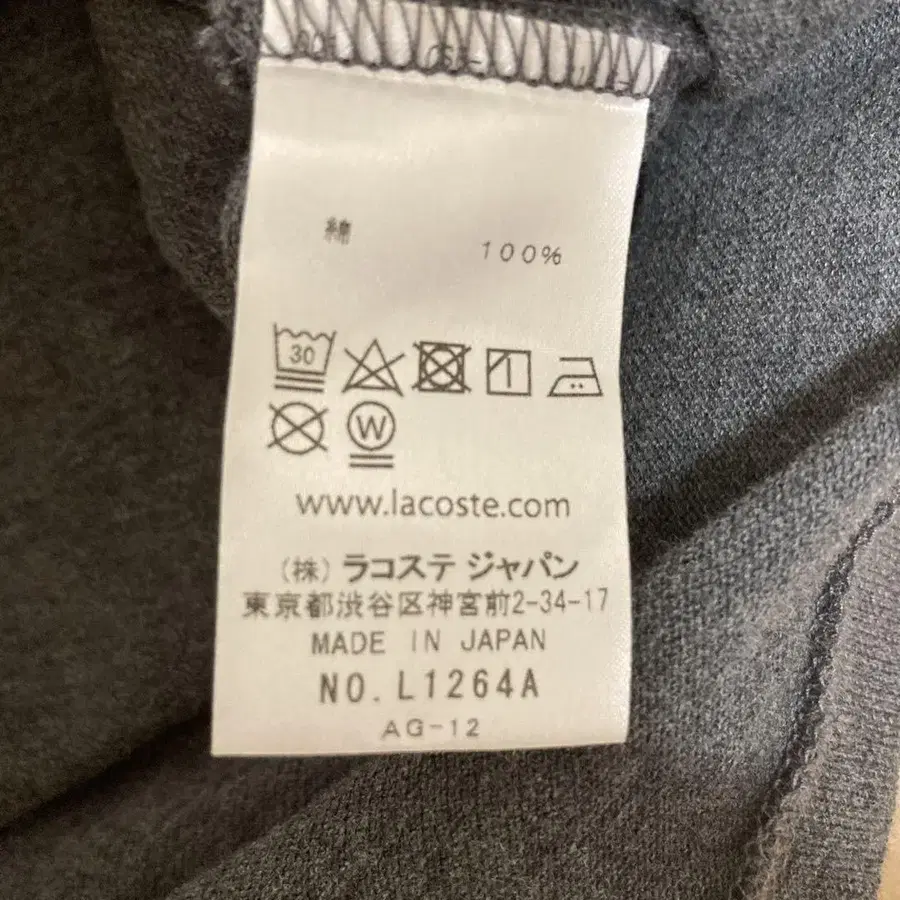 綿 100%
30
W
www.lacoste.com
(株) ラコステ ジャパン
東京都渋谷区神宮前2-34-17
MADE IN JAPAN
NO. L1264A
AG-12